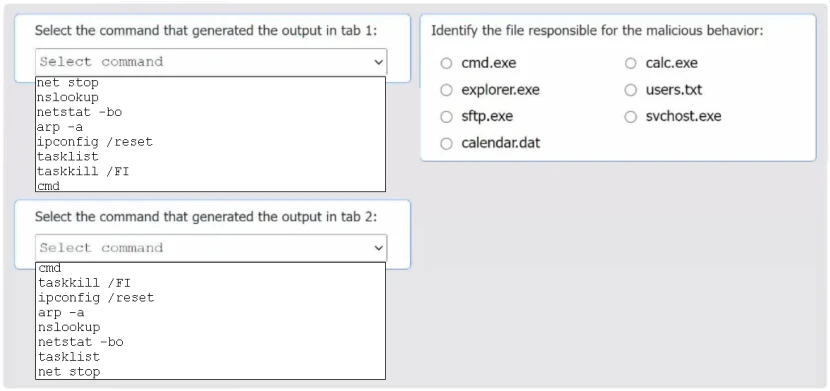 Select the command that generated the output in tab 1:
Select command
net stop
nslookup
netstat -bo
arp -a
ipconfig /reset
tasklist
taskkill /FI
cmd
Select the command that generated the output in tab 2:
Select command
cmd
taskkill /FI
ipconfig /reset
arp -a
nslookup
netstat -bo
tasklist
net stop
Identify the file responsible for the malicious behavior:
cmd.exe
calc.exe
explorer.exe
users.txt
sftp.exe
svchost.exe
calendar.dat